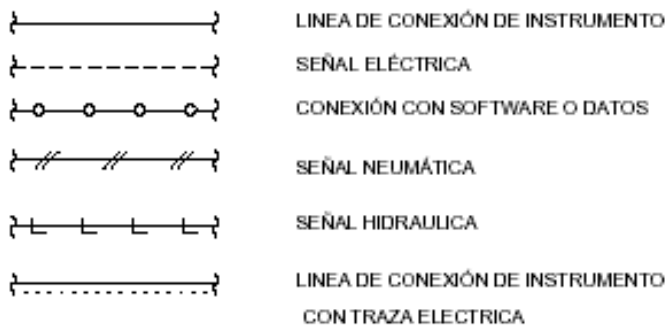 LINEA DE CONEXIÓN DE INSTRUMENTO
SEÑAL ELÉCTRICA
CONEXIÓN CON SOFTWARE O DATOS
SEÑAL NEUMÁTICA
SEÑAL HIDRAULICA
LINEA DE CONEXIÓN DE INSTRUMENTO
CON TRAZA ELECTRICA